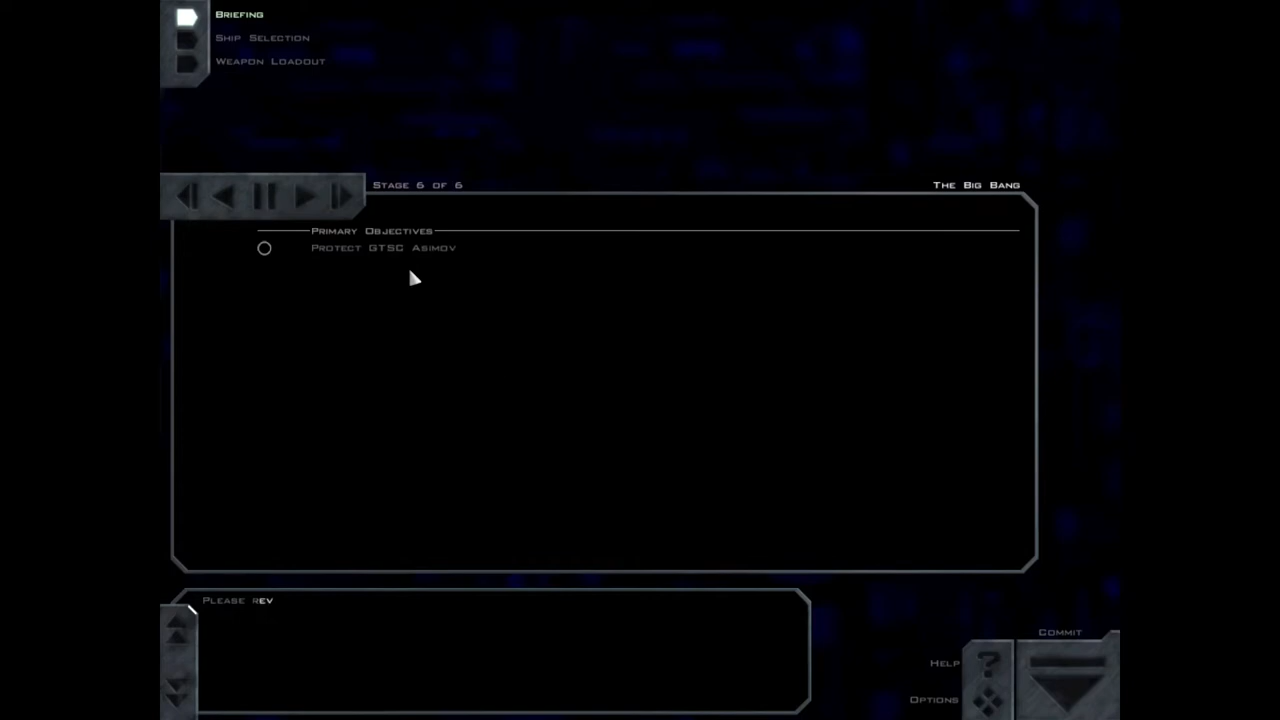 Briefing
Ship Selection
Weapon Loadout
Stage 6 of 6
The Big Bang
Primary Objectives
Protect GTSC Asimov
Please rev
Commit
Help
?
Options